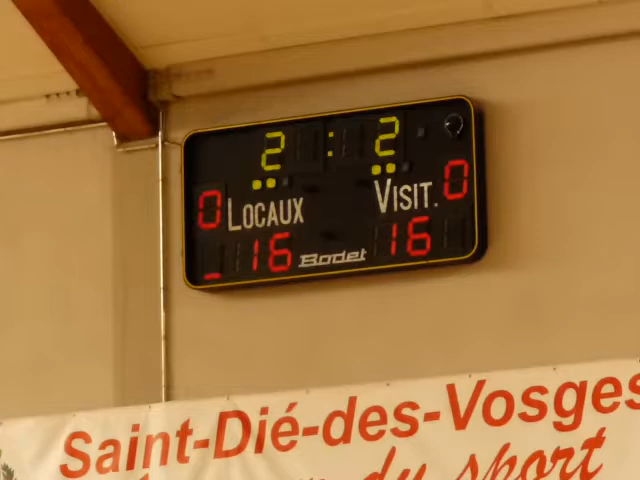 2 : 2
0 LOCAUX VISIT. 0
16 Bodet 16
Saint-Dié-des-Vosges
du sport